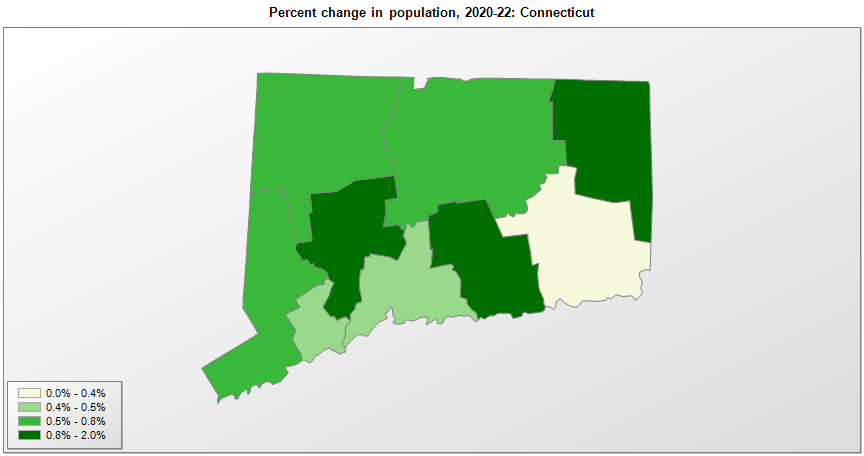 Percent change in population, 2020-22: Connecticut
0.0% - 0.4%
0.4% - 0.5%
0.5% - 0.8%
0.8% - 2.0%